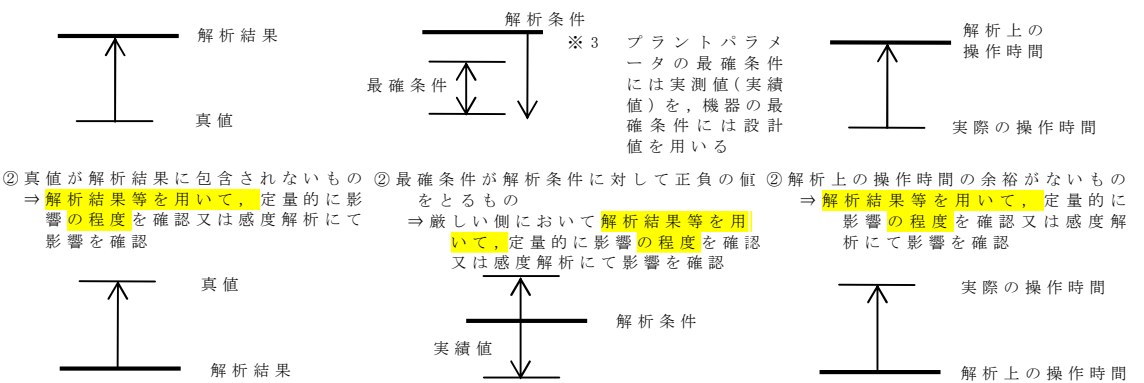 解析結果
真値
解析条件
最確条件
※3 プラントパラメ
ータの最確条件
には実測値(実績
値)を,機器の最
確条件には設計
値を用いる
解析上の
操作時間
実際の操作時間
②真値が解析結果に包含されないもの
⇒解析結果等を用いて,定量的に影
響の程度を確認又は感度解析にて
影響を確認
②最確条件が解析条件に対して正負の値
をとるもの
⇒厳しい側において解析結果等を用
いて,定量的に影響の程度を確認
又は感度解析にて影響を確認
②解析上の操作時間の余裕がないもの
⇒解析結果等を用いて,定量的に
影響の程度を確認又は感度解
析にて影響を確認
真値
解析結果
解析条件
実績値
実際の操作時間
解析上の操作時間